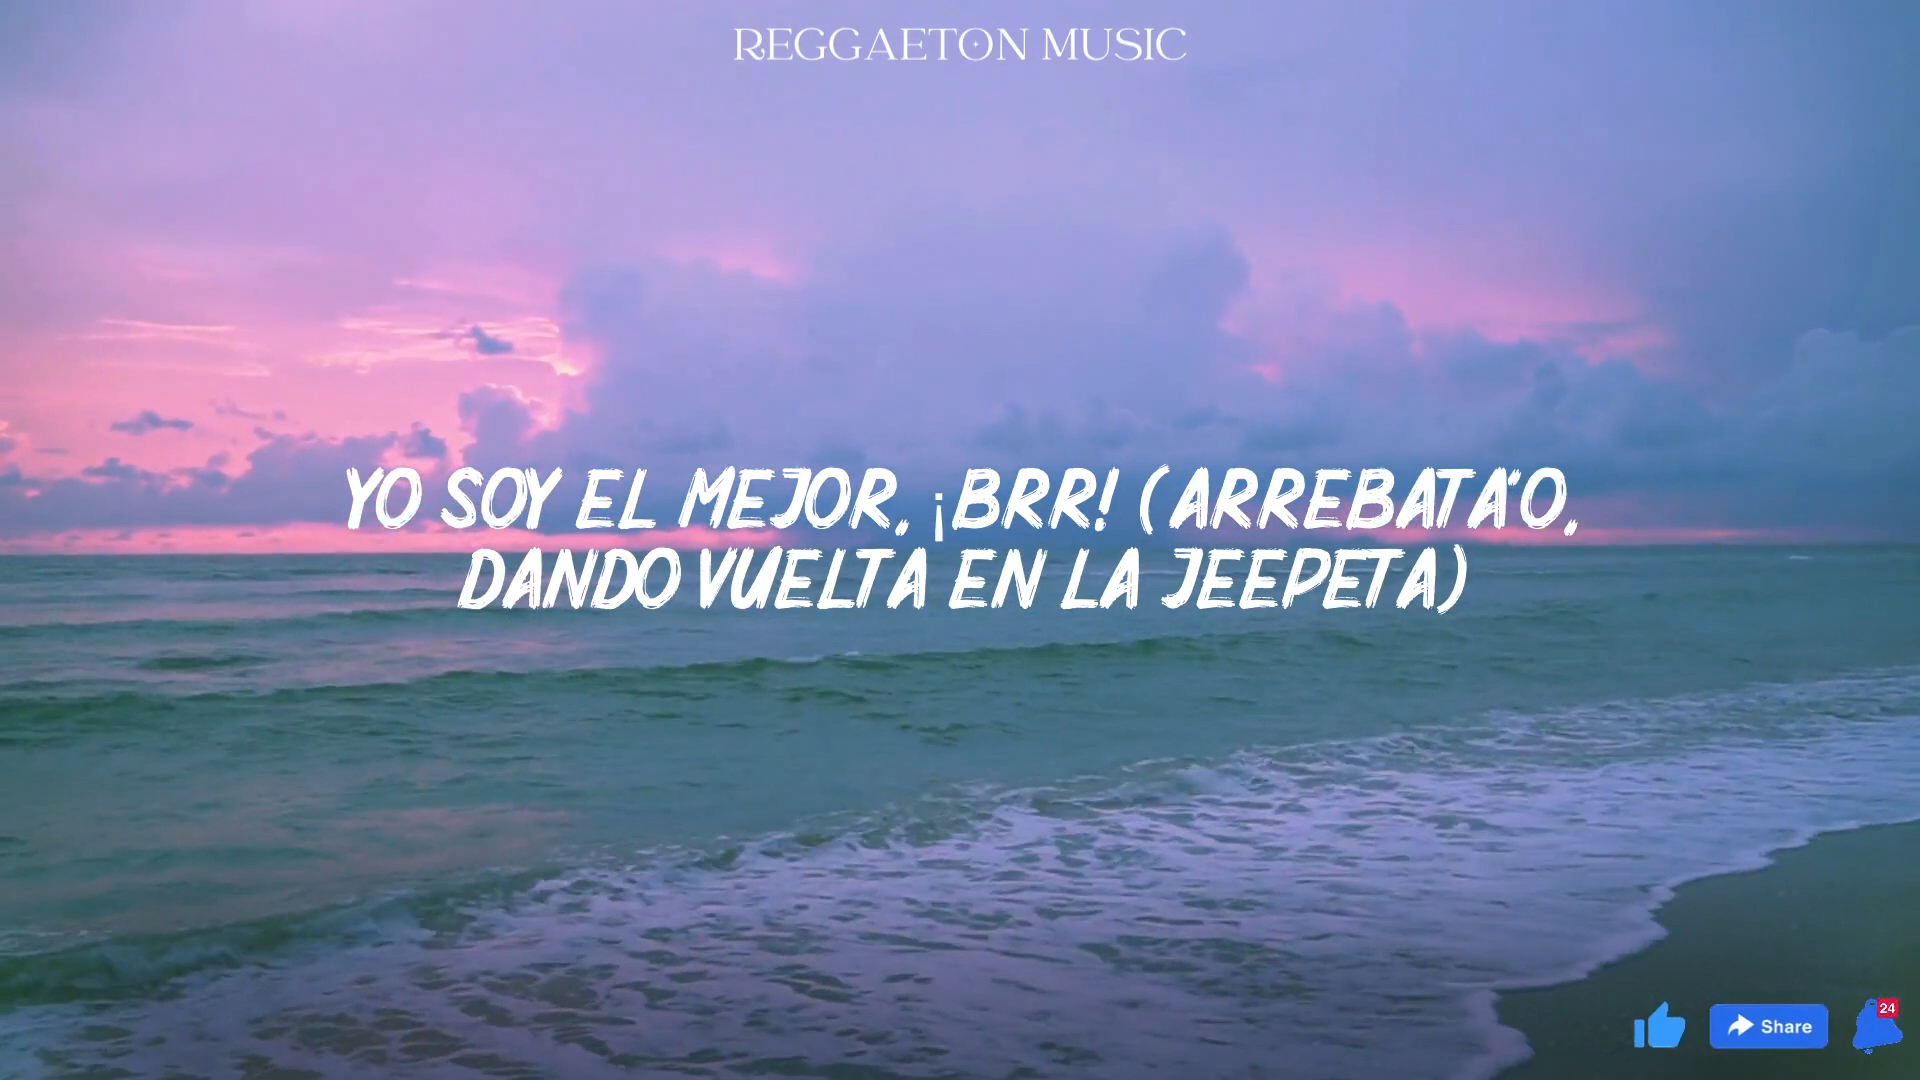 REGGAETON MUSIC
YO SOY EL MEJOR, ¡BRR! (ARREBATA'O,
DANDO VUELTA EN LA JEEPETA)
Share
24